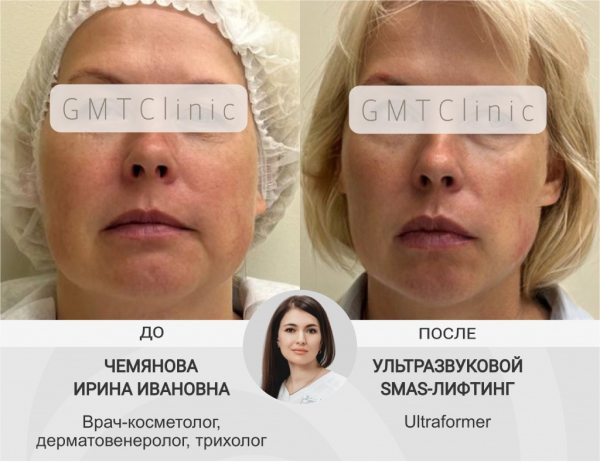 GMTClinic
GMTClinic
ДО
ПОСЛЕ
ЧЕМЯНОВА
ИРИНА ИВАНОВНА
УЛЬТРАЗВУКОВОЙ
SMAS-ЛИФТИНГ
Врач-косметолог,
дерматовенеролог, трихолог
Ultraformer